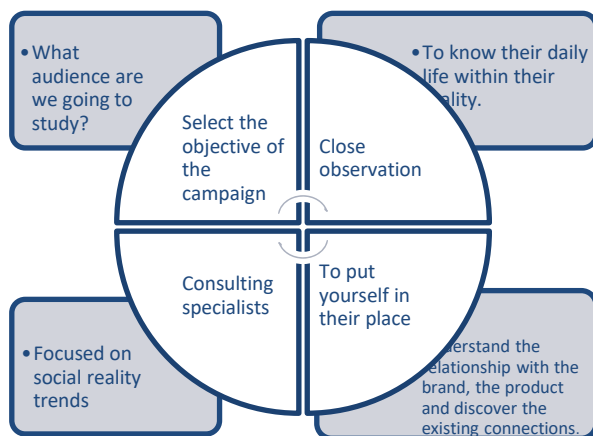 • What
audience are
we going to
study?
• To know their daily
life within their
Select the
objective of
the
campaign
Close
observation
Consulting
specialists
To put
yourself in
their place
• Focused on
social reality
trends
the
relationship with the
brand, the product
and discover the
existing connections.